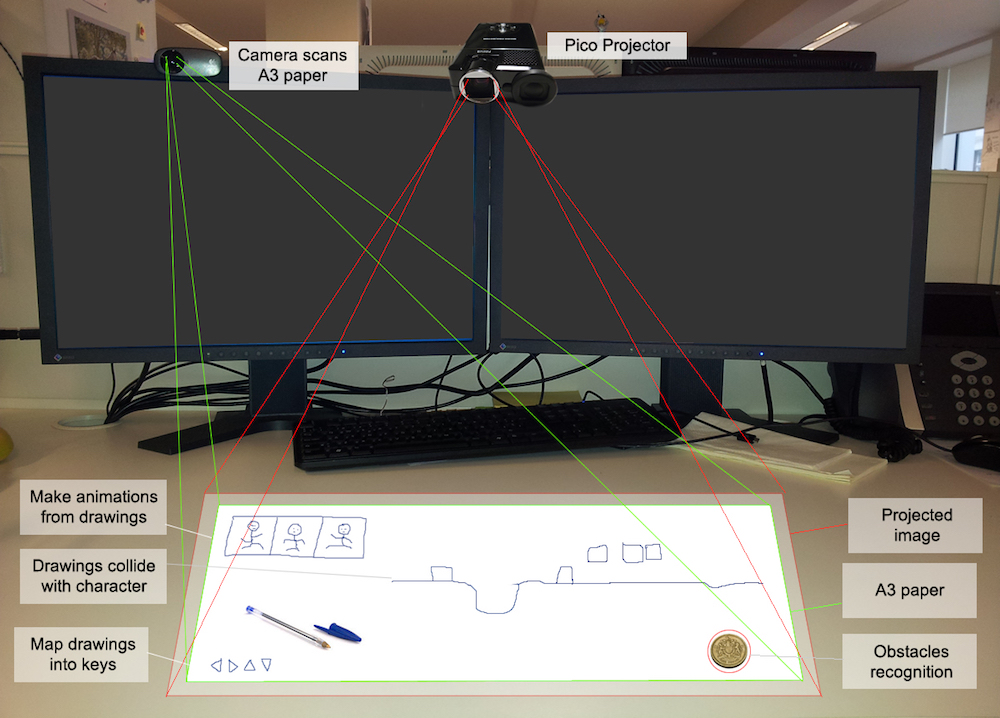 Camera scans
A3 paper
Pico Projector
Make animations
from drawings
Drawings collide
with character
Map drawings
into keys
Projected
image
A3 paper
Obstacles
recognition